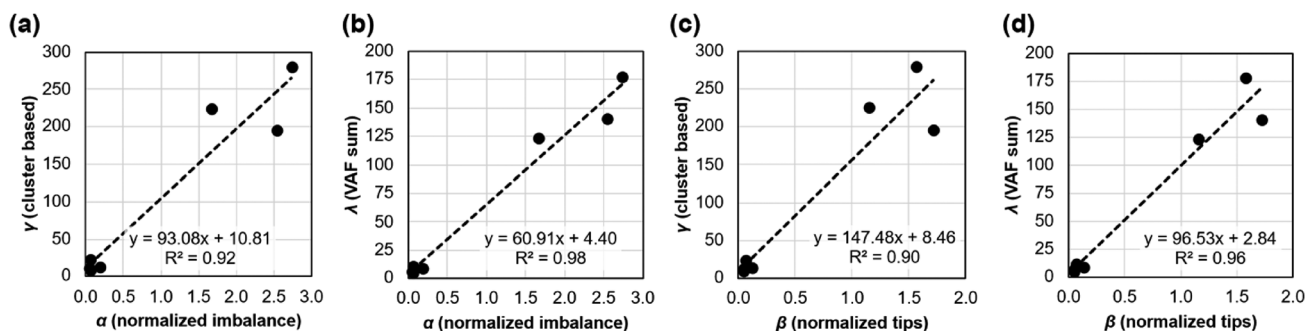 (a)
γ (cluster based)
300
250
200
150
100
50
0
y = 93.08x + 10.81
R² = 0.92
0.0 0.5 1.0 1.5 2.0 2.5 3.0
α (normalized imbalance)
(b)
λ (VAF sum)
200
175
150
125
100
75
50
25
0
y = 60.91x + 4.40
R² = 0.98
0.0 0.5 1.0 1.5 2.0 2.5 3.0
α (normalized imbalance)
(c)
γ (cluster based)
300
250
200
150
100
50
0
y = 147.48x + 8.46
R² = 0.90
0.0 0.5 1.0 1.5 2.0
β (normalized tips)
(d)
λ (VAF sum)
200
175
150
125
100
75
50
25
0
y = 96.53x + 2.84
R² = 0.96
0.0 0.5 1.0 1.5 2.0
β (normalized tips)